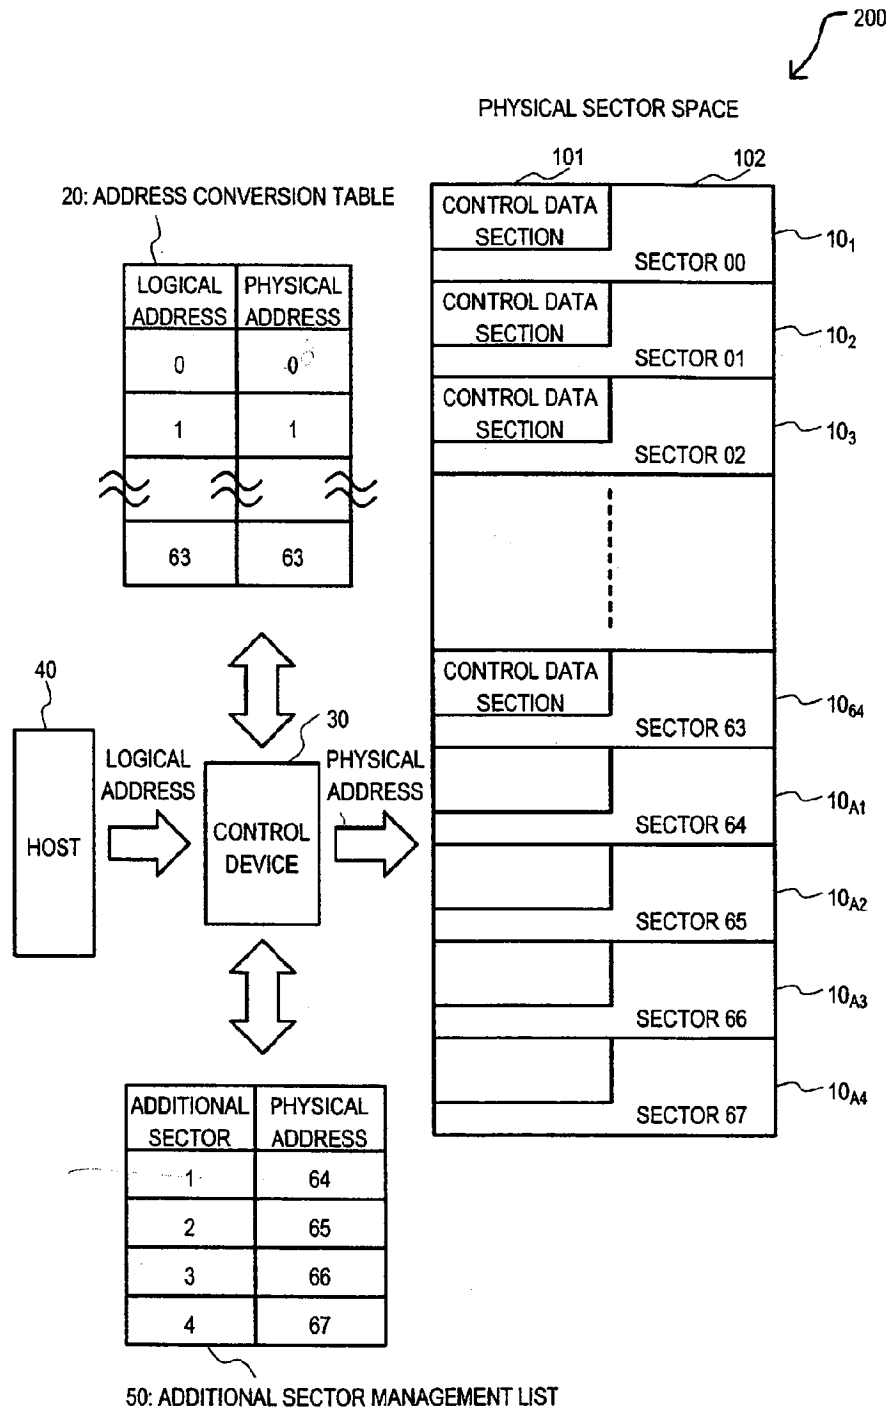 200
PHYSICAL SECTOR SPACE
101
102
20: ADDRESS CONVERSION TABLE
LOGICAL ADDRESS
PHYSICAL ADDRESS
0
0
1
1
63
63
CONTROL DATA SECTION
SECTOR 00
10₁
CONTROL DATA SECTION
SECTOR 01
10₂
CONTROL DATA SECTION
SECTOR 02
10₃
CONTROL DATA SECTION
SECTOR 63
10₆₄
SECTOR 64
10A1
SECTOR 65
10A2
SECTOR 66
10A3
SECTOR 67
10A4
40
HOST
LOGICAL ADDRESS
30
CONTROL DEVICE
PHYSICAL ADDRESS
ADDITIONAL SECTOR
PHYSICAL ADDRESS
1
64
2
65
3
66
4
67
50: ADDITIONAL SECTOR MANAGEMENT LIST